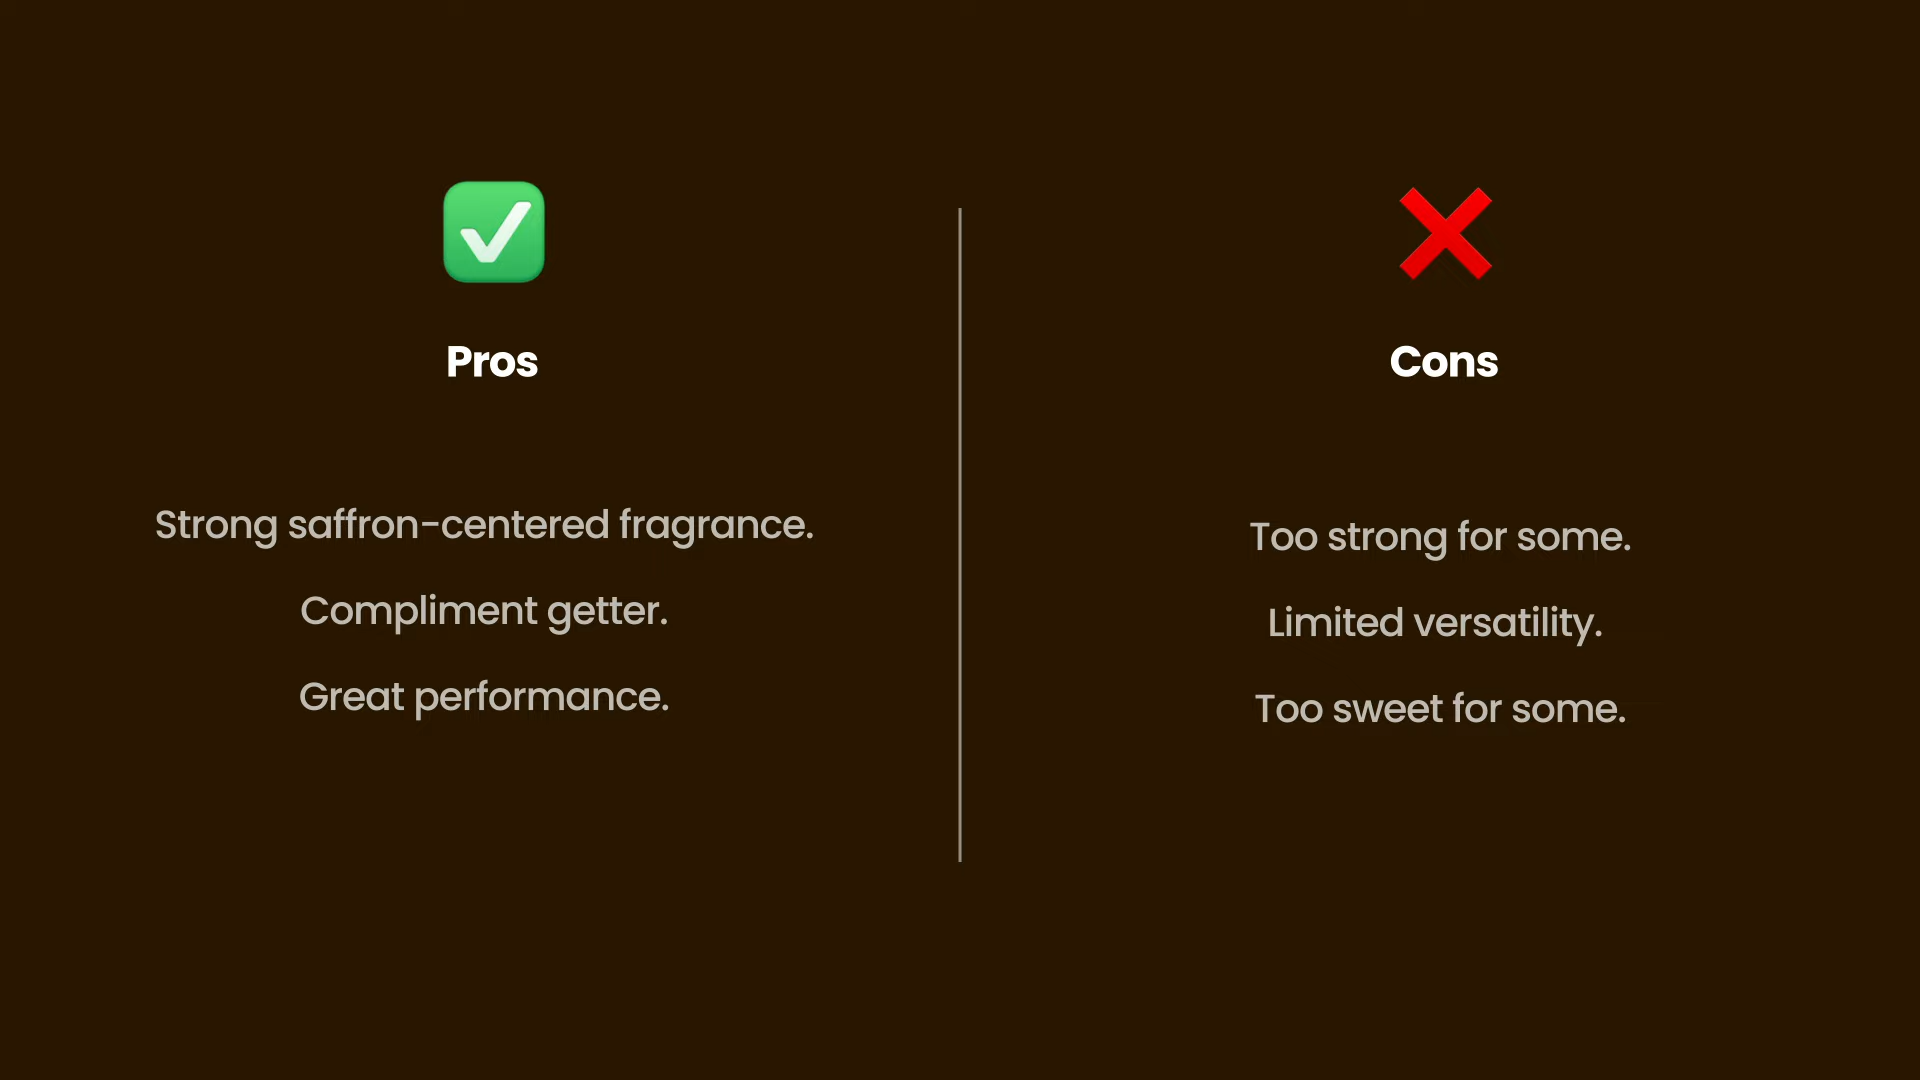 Pros
Strong saffron-centered fragrance.
Compliment getter.
Great performance.
Cons
Too strong for some.
Limited versatility.
Too sweet for some.